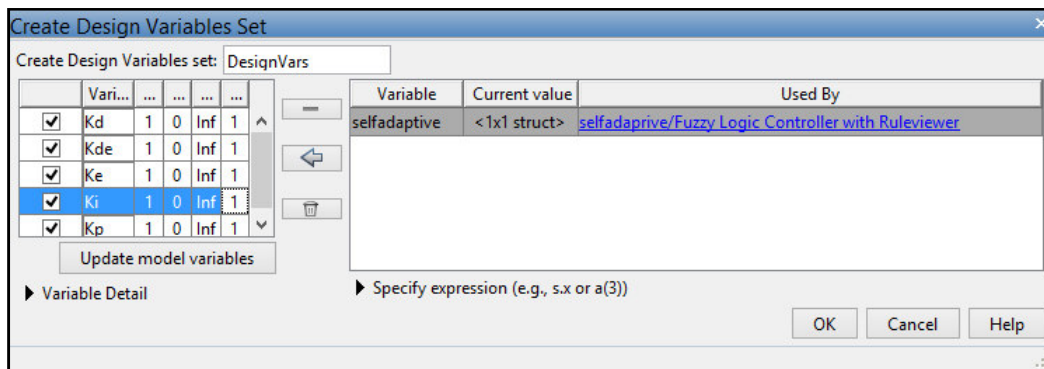 Create Design Variables Set
Create Design Variables set: DesignVars
Vari... ... ... ... ...
Kd 1 0 Inf 1
Kde 1 0 Inf 1
Ke 1 0 Inf 1
Ki 1 0 Inf 1
Kp 1 0 Inf 1
Update model variables
Variable Detail
Variable Current value Used By
selfadaptive <1x1 struct> selfadaprive/Fuzzy Logic Controller with Ruleviewer
Specify expression (e.g., s.x or a(3))
OK Cancel Help